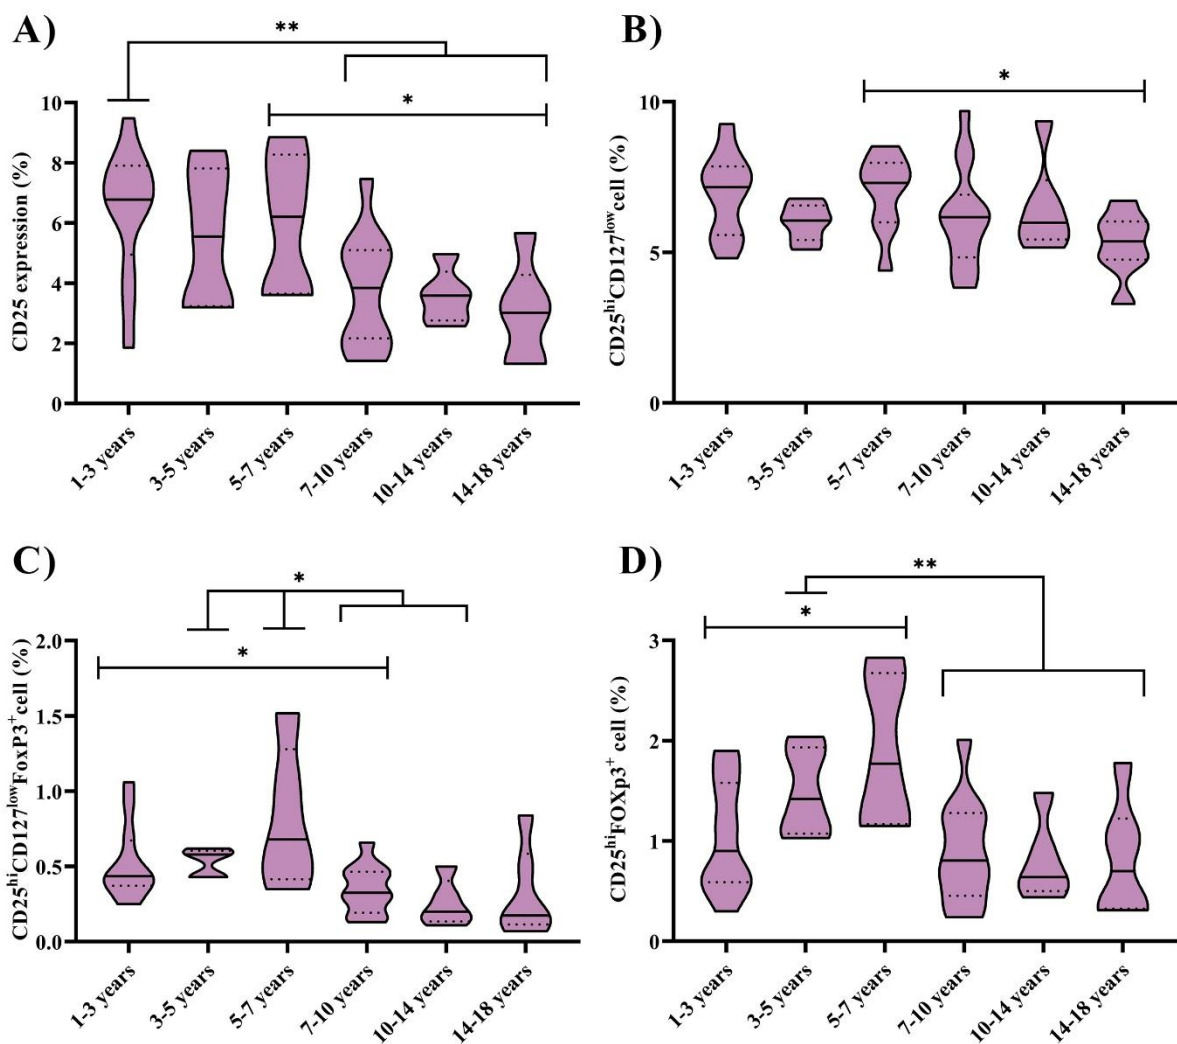 A)
**
*
CD25 expression (%)
10
8
6
4
2
0
1-3 years
3-5 years
5-7 years
7-10 years
10-14 years
14-18 years
B)
*
CD25hiCD127low cell (%)
10
5
0
1-3 years
3-5 years
5-7 years
7-10 years
10-14 years
14-18 years
C)
*
*
CD25hiCD127lowFoxP3+cell (%)
2.0
1.5
1.0
0.5
0.0
1-3 years
3-5 years
5-7 years
7-10 years
10-14 years
14-18 years
D)
**
*
CD25hiFOXp3+ cell (%)
3
2
1
0
1-3 years
3-5 years
5-7 years
7-10 years
10-14 years
14-18 years